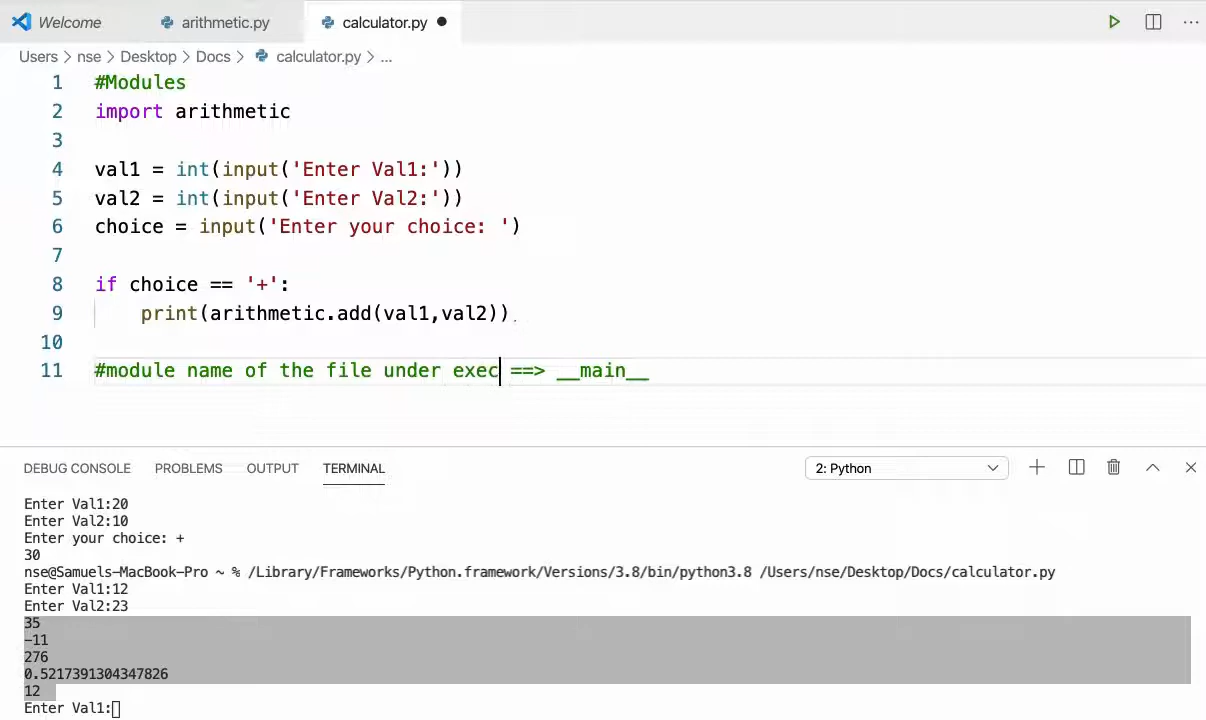 Welcome
arithmetic.py
calculator.py
Users > nse > Desktop > Docs > calculator.py > ...
1 #Modules
2 import arithmetic
3
4 val1 = int(input('Enter Val1:'))
5 val2 = int(input('Enter Val2:'))
6 choice = input('Enter your choice: ')
7
8 if choice == '+':
9     print(arithmetic.add(val1,val2))
10
11 #module name of the file under exec ==> __main__
DEBUG CONSOLE PROBLEMS OUTPUT TERMINAL 2: Python
Enter Val1:20
Enter Val2:10
Enter your choice: +
30
nse@Samuels-MacBook-Pro ~ % /Library/Frameworks/Python.framework/Versions/3.8/bin/python3.8 /Users/nse/Desktop/Docs/calculator.py
Enter Val1:12
Enter Val2:23
35
-11
276
0.5217391304347826
12
Enter Val1: